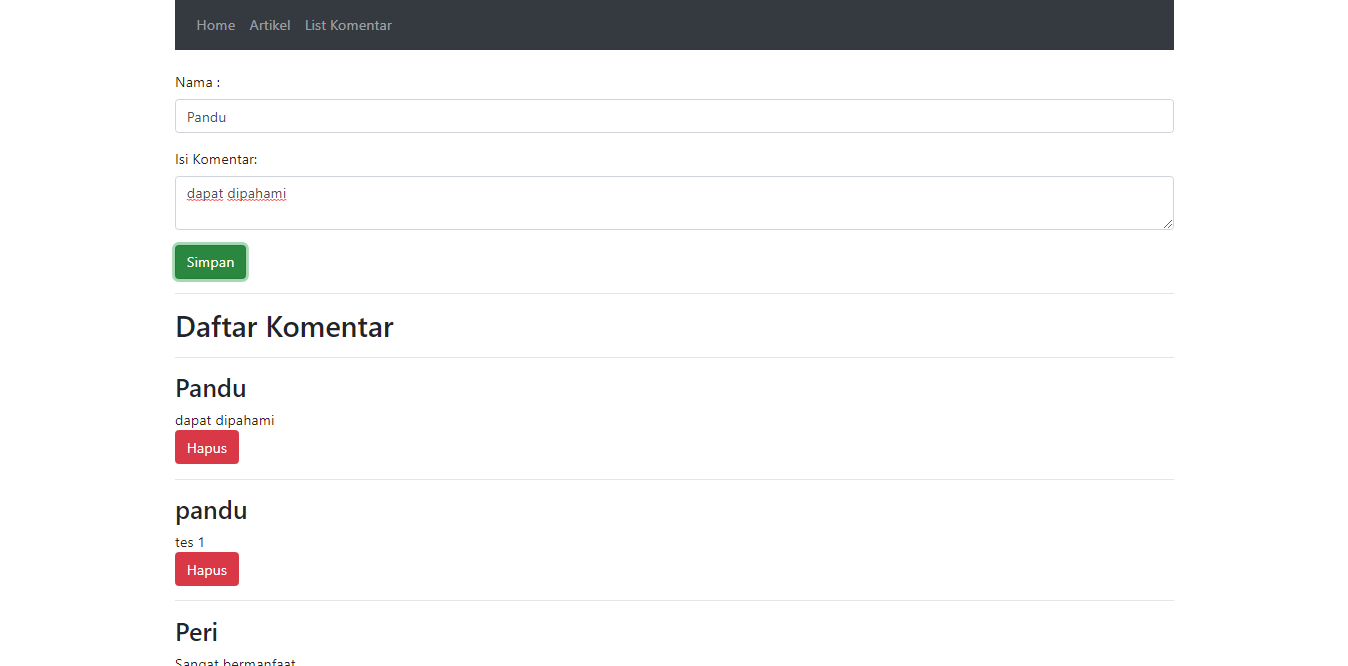 Home Artikel List Komentar
Nama :
Pandu
Isi Komentar:
dapat dipahami
Simpan
Daftar Komentar
Pandu
dapat dipahami
Hapus
pandu
tes 1
Hapus
Peri
Sangat bermanfaat